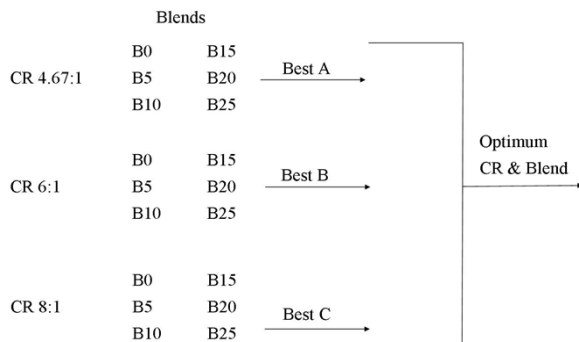 Blends
B0 B15
CR 4.67:1 B5 B20 Best A
B10 B25
Optimum
CR & Blend
B0 B15
CR 6:1 B5 B20 Best B
B10 B25
B0 B15
CR 8:1 B5 B20
B10 B25 Best C